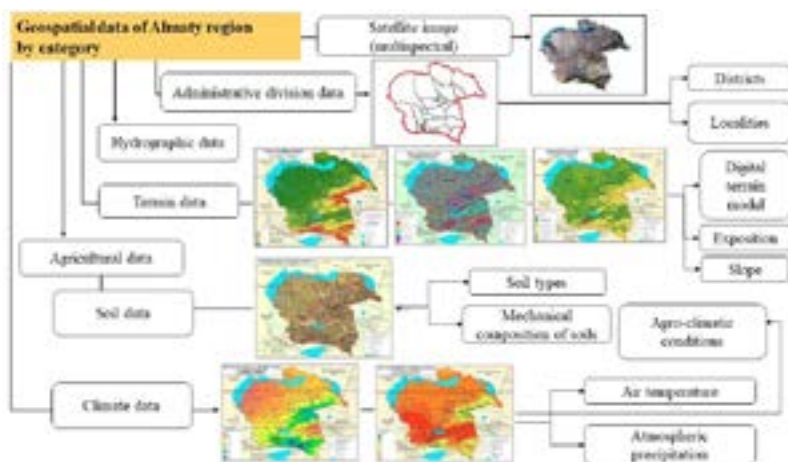 Geospatial data of Almaty region
by category
Satellite image
(multispectral)
Administrative division data
Districts
Localities
Hydrographic data
Terrain data
Digital
terrain
model
Exposition
Slope
Agricultural data
Soil data
Soil types
Mechanical
composition of soils
Agro-climatic
conditions
Climate data
Air temperature
Atmospheric
precipitation